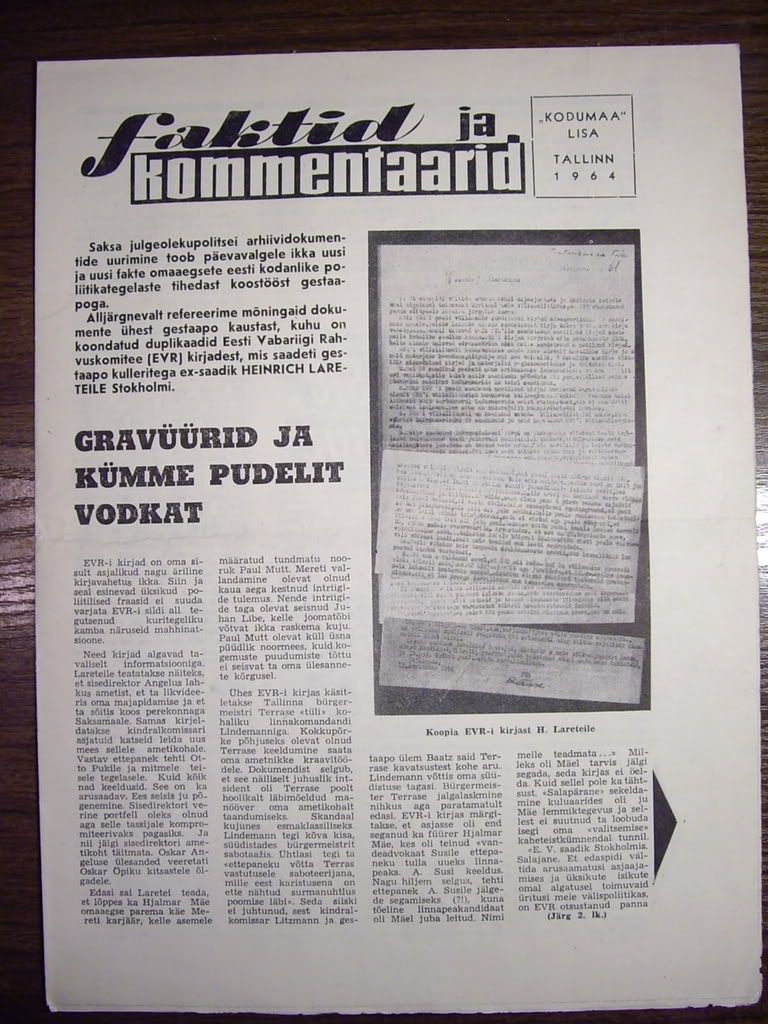 faktid ja
kommentaarid
„KODUMAA"
LISA
TALLINN
1964
Saksa julgeolekupolitsei arhiividokumen-
tide uurimine toob päevavalgele ikka uusi
ja uusi fakte omaaegsete eesti kodanlike po-
liitikategelaste tihedast koostööst gestaa-
poga.
Alljärgnevalt refereerime mõningaid doku-
mente ühest gestaapo kaustast, kuhu on
koondatud duplikaadid Eesti Vabariigi Rah-
vuskomitee (EVR) kirjadest, mis saadeti ges-
taapo kulleritega ex-saadik HEINRICH LARE-
TEILE Stokholmi.
GRAVÜÜRID JA
KÜMME PUDELIT
VODKAT
EVR-i kirjad on oma si-
sult asjalikud nagu äriline
kirjavahetus ikka. Siin ja
seal esinevad üksikud po-
liitilised fraasid ei suuda
varjata EVR-i sildi all te-
gutsenud kuritegeliku
kamba näruseid mahhinat-
sioone.
Need kirjad algavad ta-
valiselt informatsiooniga.
Lareteile teatatakse näiteks,
et sisedirektor Angelus lah-
kus ametist, et ta likvidee-
ris oma majapidamise ja et
ta sõitis koos perekonnaga
Saksamaale. Samas kirjel-
datakse kindralkomissari
asjatuid katseid leida uus
mees sellele ametikohale.
Vastav ettepanek tehti Ot-
to Pukile ja mitmele tei-
sele tegelasele. Kuid kõik
nad keeldusid. See on ka
arusaadav. Ees seisis ju põ-
genemine. Sisedirektori ve-
rine portfell oleks olnud
aga selle tassijale kompro-
miteerivaks pagasiks. Ja
nii jäigi sisedirektori ame-
tikoht täitmata. Oskar An-
geluse ülesanded veeretati
Oskar Öpiku kitsastele õl-
gadele.
Edasi sai Laretei teada,
et lõppes ka Hjalmar Mäe
omaaegse parema käe Me-
reti karjäär, kelle asemele
määratud tundmatu noo-
ruk Paul Mutt. Mereti val-
landamine olevat olnud
kaua aega kestnud intriigi-
de tulemus. Nende intriigi-
de taga olevat seisnud Ju-
han Libe, kelle joomatõbi
võtvat ikka raskema kuju.
Paul Mutt olevat küll üsna
püüdlik noormees, kuid ko-
gemuste puudumiste tõttu
ei seisvat ta oma ülesanne-
te kõrgusel.
Ühes EVR-i kirjas käsit-
letakse Tallinna bürger-
meistri Terrase «tüli» ko-
haliku linnakomandandi
Lindemanniga. Kokkupõr-
ke põhjuseks olevat olnud
Terrase keeldumine saata
oma ametnikke kraavitöö-
dele. Dokumendist selgub,
et see näiliselt juhuslik int-
sident oli Terrase poolt
hoolikalt läbimõeldud ma-
nööver oma ametikohalt
taandumiseks. Skandaal
kujunes esmaklassiliseks.
Lindemann tegi kõva kisa,
süüdistades bürgermeistrit
sabotaažis. Ühtlasi tegi ta
«ettepaneku võtta Terras
vastutusele saboteerijana,
mille eest karistusena on
ette nähtud surmanuhtlus
poomise läbi». Seda siiski
ei juhtunud, sest kindral-
komissar Litzmann ja ges-
Koopia EVR-i kirjast H. Lareteile
taapo ülem Baatz said Ter-
rase kavatsustest kohe aru.
Lindemann võttis oma süü-
distuse tagasi. Bürgermeis-
ter Terrase jalgalaskmine
nihkus aga paratamatult
edasi. EVR-i kirjas märgi-
takse, et asjasse oli end
seganud ka füürer Hjalmar
Mäe, kes oli teinud «van-
deadvokaat Susile ettepa-
neku tulla uueks linna-
peaks. A. Susi keeldus.
Nagu hiljem selgus, tehti
ettepanek A. Susile jälge-
de segamiseks (?!), kuna
tõeline linnapeakandidaat
oli Mäel juba leitud. Nimi
meile teadmata...» Mil-
leks oli Mäel tarvis jälgi
segada, seda kirjas ei öel-
da. Kuid sellel pole ka täht-
sust. «Salapärane» sekelda-
mine kuluaarides oli ju
Mäe lemmiktegevus ja sel-
lest ei suutnud ta loobuda
isegi oma «valitsemise»
kaheteistkümnendal tunnil.
«E. V. saadik Stokholmis.
Salajane. Et edaspidi väl-
tida arusaamatusi asjaaja-
mises ja üksikute isikute
omal algatusel toimuvaid
üritusi meie välispoliitikas,
on EVR otsustanud panna
(Järg 2. lk.)